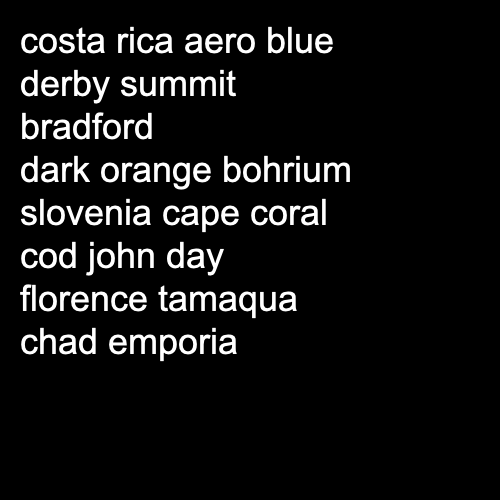 costa rica aero blue
derby summit
bradford
dark orange bohrium
slovenia cape coral
cod john day
florence tamaqua
chad emporia